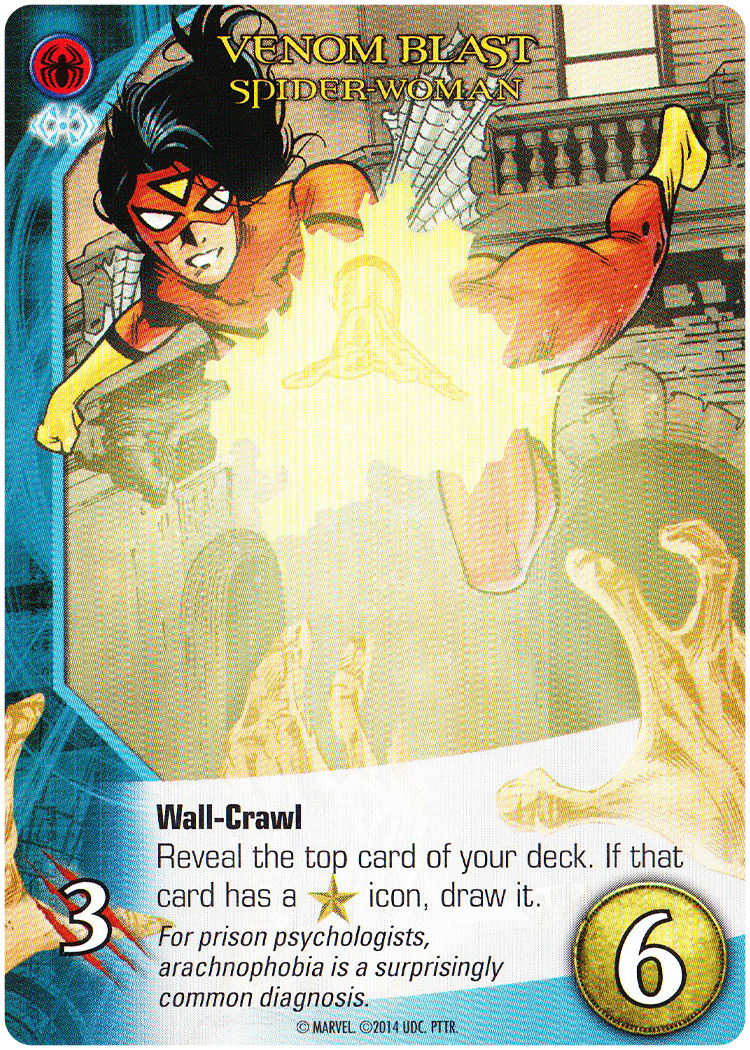 VENOM BLAST
SPIDER-WOMAN
Wall-Crawl
Reveal the top card of your deck. If that
card has a icon, draw it.
3
For prison psychologists,
arachnophobia is a surprisingly
common diagnosis.
6
© MARVEL. ©2014 UDC. PTTR.